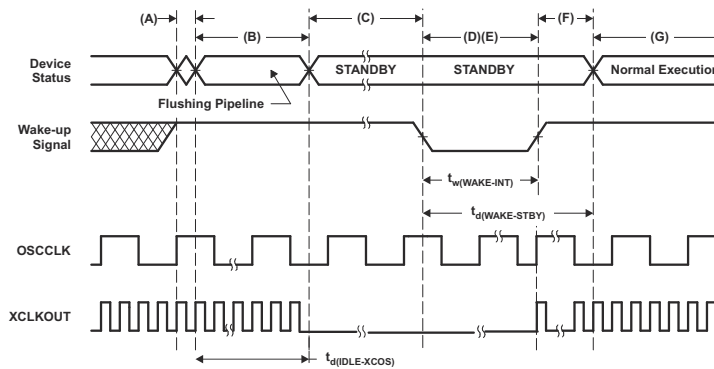 (A)
(B)
(C)
(D)(E)
(F)
(G)
Device
Status
STANDBY
STANDBY
Normal Execution
Flushing Pipeline
Wake-up
Signal
tw(WAKE-INT)
td(WAKE-STBY)
OSCCLK
XCLKOUT
td(IDLE-XCOS)